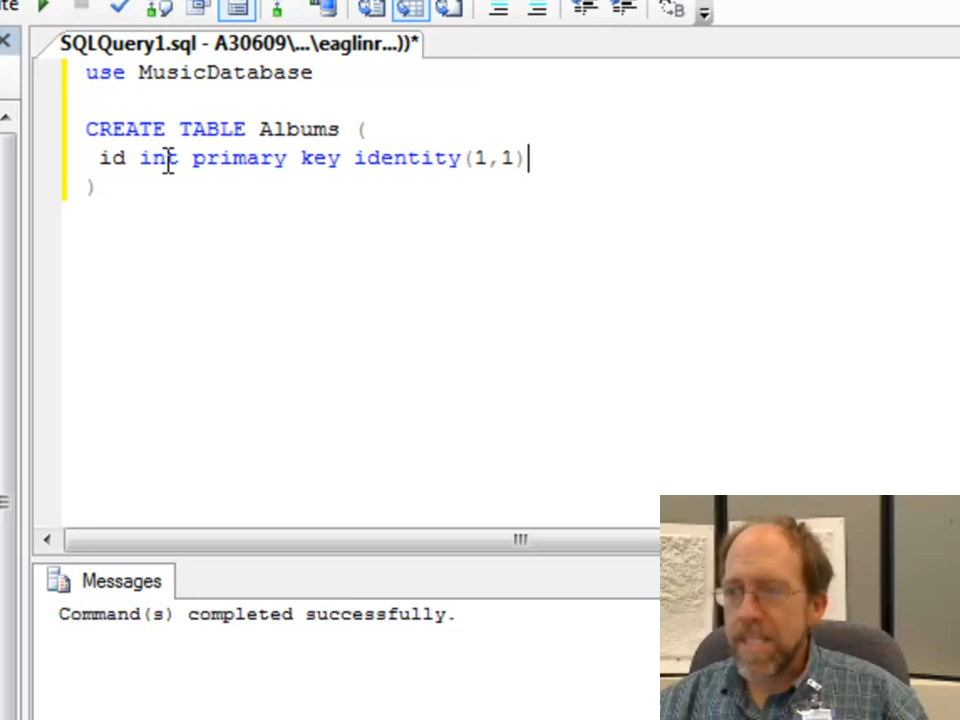 SQLQuery1.sql - A30609\...\eaglinr...))*
use MusicDatabase
CREATE TABLE Albums (
id int primary key identity(1,1)
)
Messages
Command(s) completed successfully.